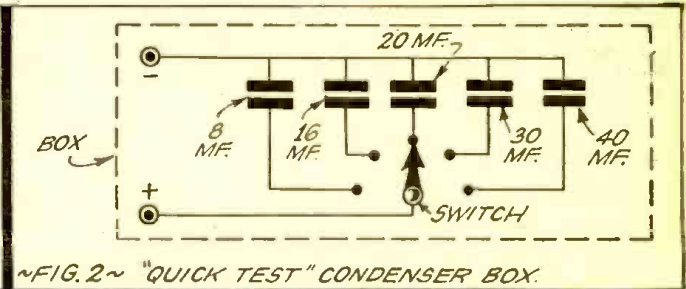 20 MF.
−
8
MF.
16
MF.
30
MF.
40
MF.
BOX
+
SWITCH
~FIG. 2~ "QUICK TEST" CONDENSER BOX.